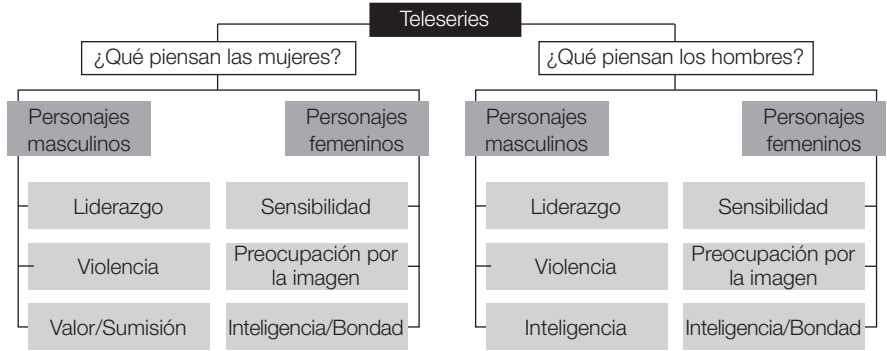 Teleseries
¿Qué piensan las mujeres?
¿Qué piensan los hombres?
Personajes
masculinos
Personajes
femeninos
Personajes
masculinos
Personajes
femeninos
Liderazgo
Sensibilidad
Liderazgo
Sensibilidad
Violencia
Preocupación por
la imagen
Violencia
Preocupación por
la imagen
Valor/Sumisión
Inteligencia/Bondad
Inteligencia
Inteligencia/Bondad